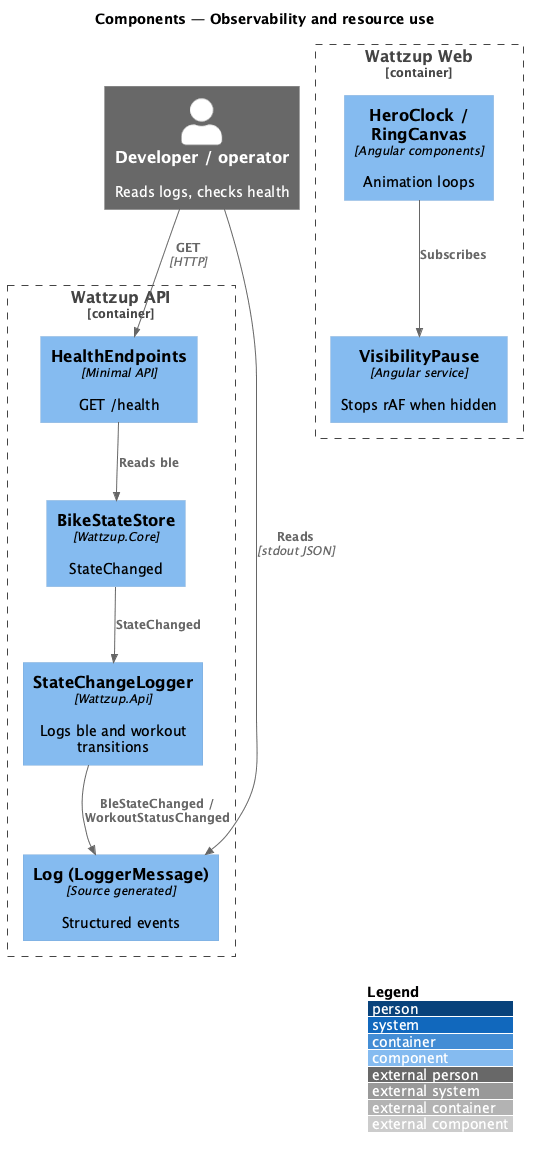 Components — Observability and resource use
Wattzup Web
[container]
HeroClock /
RingCanvas
[Angular components]
Animation loops
Developer / operator
Reads logs, checks health
GET
[HTTP]
Subscribes
Wattzup API
[container]
HealthEndpoints
[Minimal API]
GET /health
VisibilityPause
[Angular service]
Stops rAF when hidden
Reads ble
BikeStateStore
[Wattzup.Core]
StateChanged
Reads
[stdout JSON]
StateChanged
StateChangeLogger
[Wattzup.Api]
Logs ble and workout
transitions
BleStateChanged /
WorkoutStatusChanged
Log (LoggerMessage)
[Source generated]
Structured events
Legend
person
system
container
component
external person
external system
external container
external component